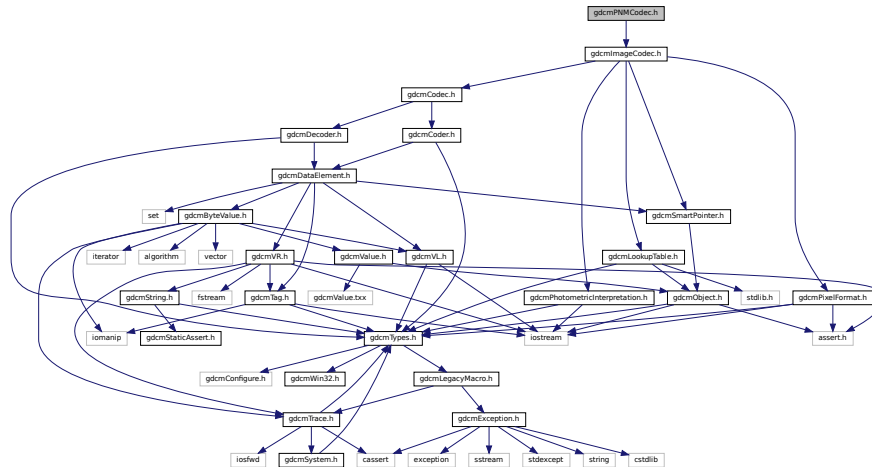 gdcmPNMCodec.h
gdcmImageCodec.h
gdcmCodec.h
gdcmDecoder.h
gdcmCoder.h
gdcmDataElement.h
set
gdcmByteValue.h
gdcmSmartPointer.h
iterator
algorithm
vector
gdcmVR.h
gdcmValue.h
gdcmVL.h
gdcmLookupTable.h
gdcmString.h
fstream
gdcmTag.h
gdcmValue.txx
gdcmPhotometricInterpretation.h
gdcmObject.h
stdlib.h
gdcmPixelFormat.h
iomanip
gdcmStaticAssert.h
gdcmTypes.h
iostream
assert.h
gdcmConfigure.h
gdcmWin32.h
gdcmLegacyMacro.h
gdcmTrace.h
gdcmException.h
iosfwd
gdcmSystem.h
cassert
exception
sstream
stdexcept
string
cstdlib